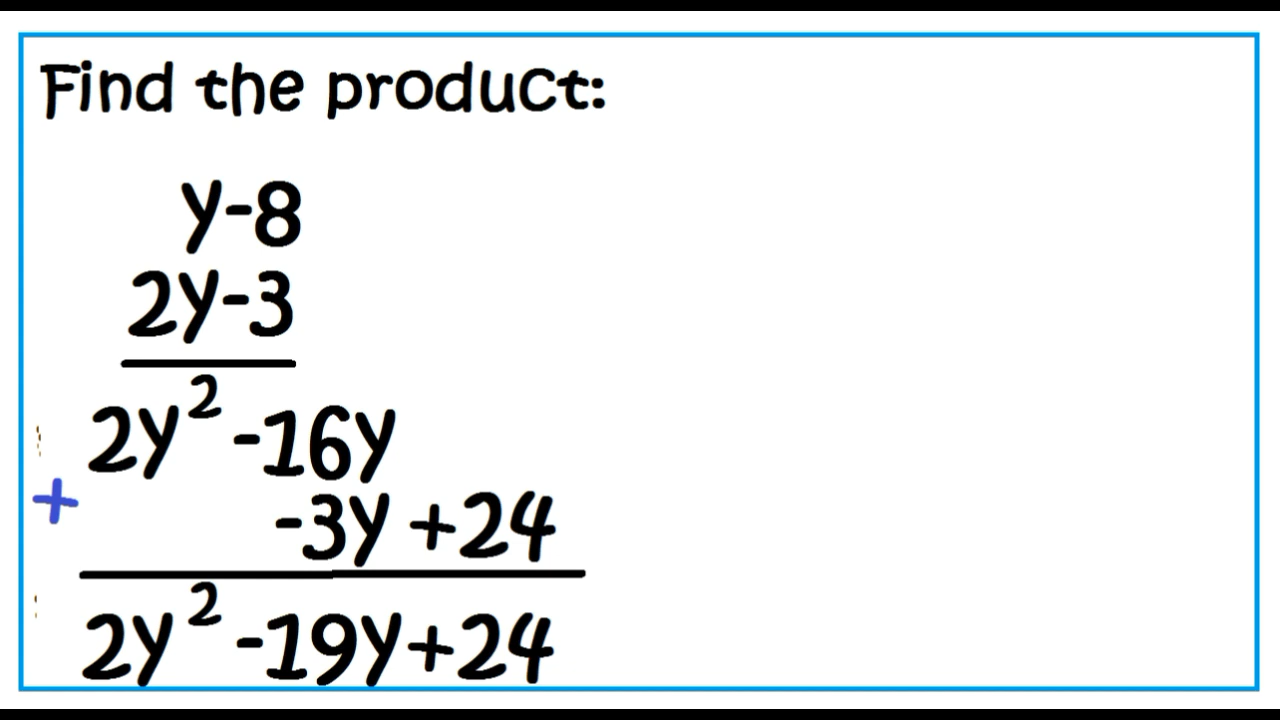 Find the product:
y-8
2y-3
2y² -16y
+
-3y +24
2y² -19y+24